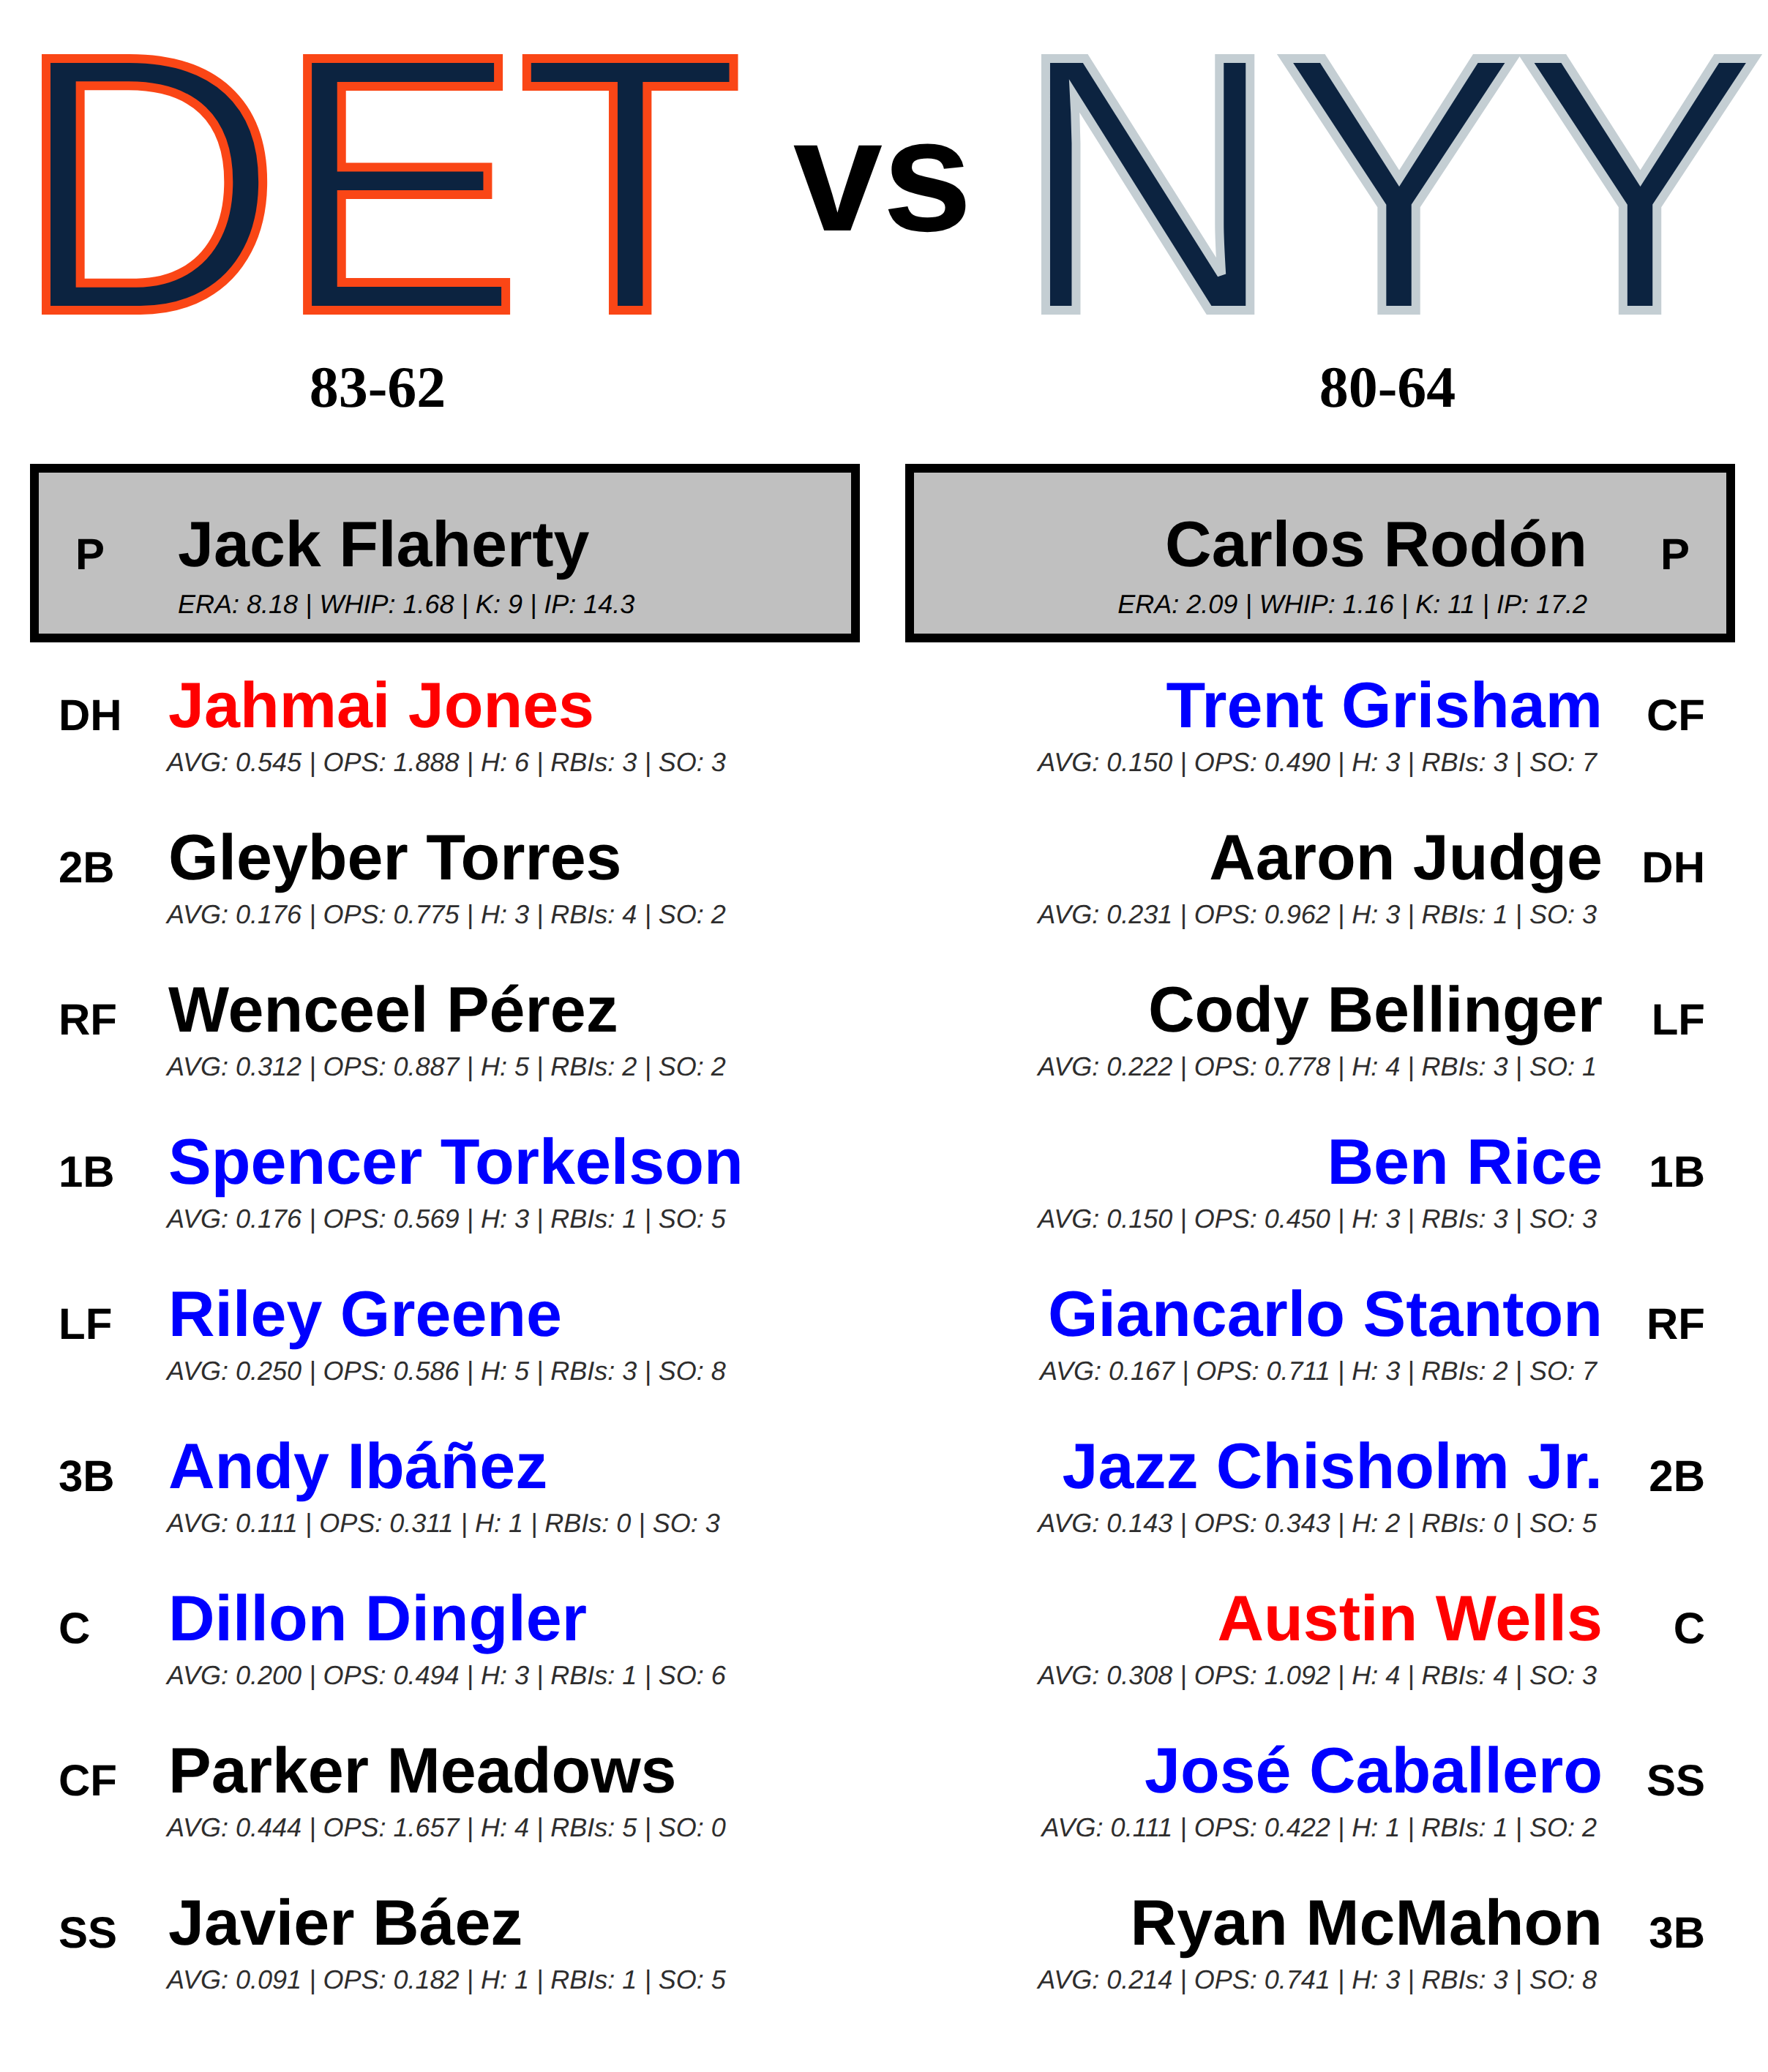 DET vs NYY
83-62 80-64
P Jack Flaherty Carlos Rodón P
ERA: 8.18 | WHIP: 1.68 | K: 9 | IP: 14.3 ERA: 2.09 | WHIP: 1.16 | K: 11 | IP: 17.2
DH Jahmai Jones Trent Grisham CF
AVG: 0.545 | OPS: 1.888 | H: 6 | RBIs: 3 | SO: 3 AVG: 0.150 | OPS: 0.490 | H: 3 | RBIs: 3 | SO: 7
2B Gleyber Torres Aaron Judge DH
AVG: 0.176 | OPS: 0.775 | H: 3 | RBIs: 4 | SO: 2 AVG: 0.231 | OPS: 0.962 | H: 3 | RBIs: 1 | SO: 3
RF Wenceel Pérez Cody Bellinger LF
AVG: 0.312 | OPS: 0.887 | H: 5 | RBIs: 2 | SO: 2 AVG: 0.222 | OPS: 0.778 | H: 4 | RBIs: 3 | SO: 1
1B Spencer Torkelson Ben Rice 1B
AVG: 0.176 | OPS: 0.569 | H: 3 | RBIs: 1 | SO: 5 AVG: 0.150 | OPS: 0.450 | H: 3 | RBIs: 3 | SO: 3
LF Riley Greene Giancarlo Stanton RF
AVG: 0.250 | OPS: 0.586 | H: 5 | RBIs: 3 | SO: 8 AVG: 0.167 | OPS: 0.711 | H: 3 | RBIs: 2 | SO: 7
3B Andy Ibáñez Jazz Chisholm Jr. 2B
AVG: 0.111 | OPS: 0.311 | H: 1 | RBIs: 0 | SO: 3 AVG: 0.143 | OPS: 0.343 | H: 2 | RBIs: 0 | SO: 5
C Dillon Dingler Austin Wells C
AVG: 0.200 | OPS: 0.494 | H: 3 | RBIs: 1 | SO: 6 AVG: 0.308 | OPS: 1.092 | H: 4 | RBIs: 4 | SO: 3
CF Parker Meadows José Caballero SS
AVG: 0.444 | OPS: 1.657 | H: 4 | RBIs: 5 | SO: 0 AVG: 0.111 | OPS: 0.422 | H: 1 | RBIs: 1 | SO: 2
SS Javier Báez Ryan McMahon 3B
AVG: 0.091 | OPS: 0.182 | H: 1 | RBIs: 1 | SO: 5 AVG: 0.214 | OPS: 0.741 | H: 3 | RBIs: 3 | SO: 8